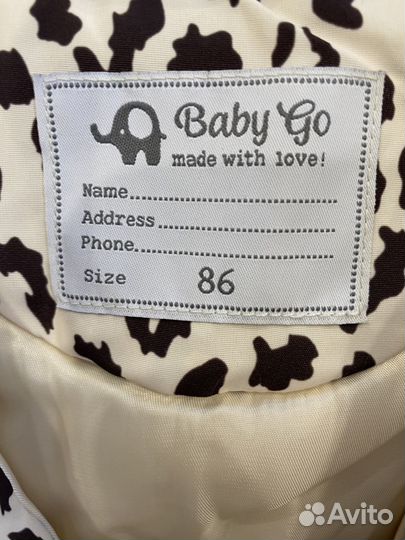 Baby Go
made with love!
Name
Address
Phone
Size 86
Avito